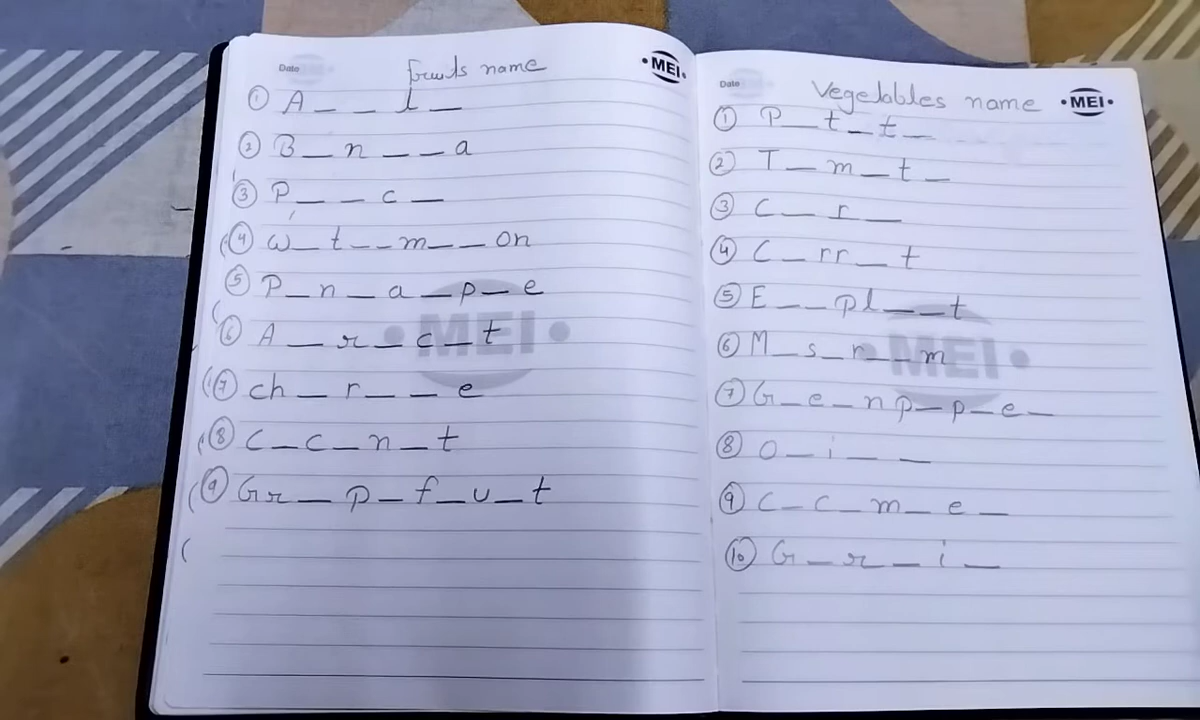 Date
Fruits name
•MEI•
① A _ _ l _
② B _ n _ _ _ a
③ P _ _ c _
④ W _ t _ _ m _ _ on
⑤ P _ n _ a _ p _ e
⑥ A _ r _ c _ t
⑦ ch _ r _ _ _ e
⑧ C _ c _ n _ t
⑨ Gr _ p _ f _ u _ t
•MEI•
Date
Vegetables name
•MEI•
① P _ t _ t _
② T _ m _ t _
③ C _ r _
④ C _ rr _ t
⑤ E _ _ pl _ _ t
⑥ M _ s _ r _ _ m
⑦ G _ e _ n p _ p _ e _
⑧ O _ i _ _
⑨ C _ c _ m _ e _
⑩ G _ r _ i _
•MEI•